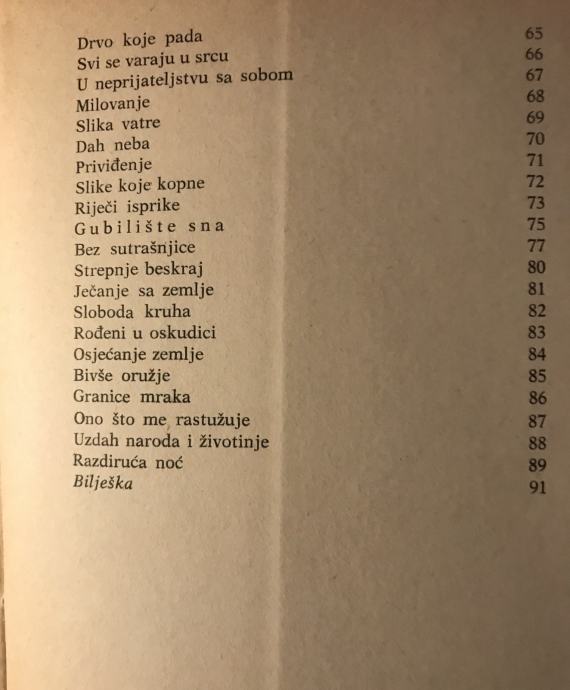 Drvo koje pada 65
Svi se varaju u srcu 66
U neprijateljstvu sa sobom 67
Milovanje 68
Slika vatre 69
Dah neba 70
Priviđenje 71
Slike koje kopne 72
Riječi isprike 73
Gubilište sna 75
Bez sutrašnjice 77
Strepnje beskraj 80
Ječanje sa zemlje 81
Sloboda kruha 82
Rođeni u oskudici 83
Osjećanje zemlje 84
Bivše oružje 85
Granice mraka 86
Ono što me rastužuje 87
Uzdah naroda i životinje 88
Razdiruća noć 89
Bilješka 91